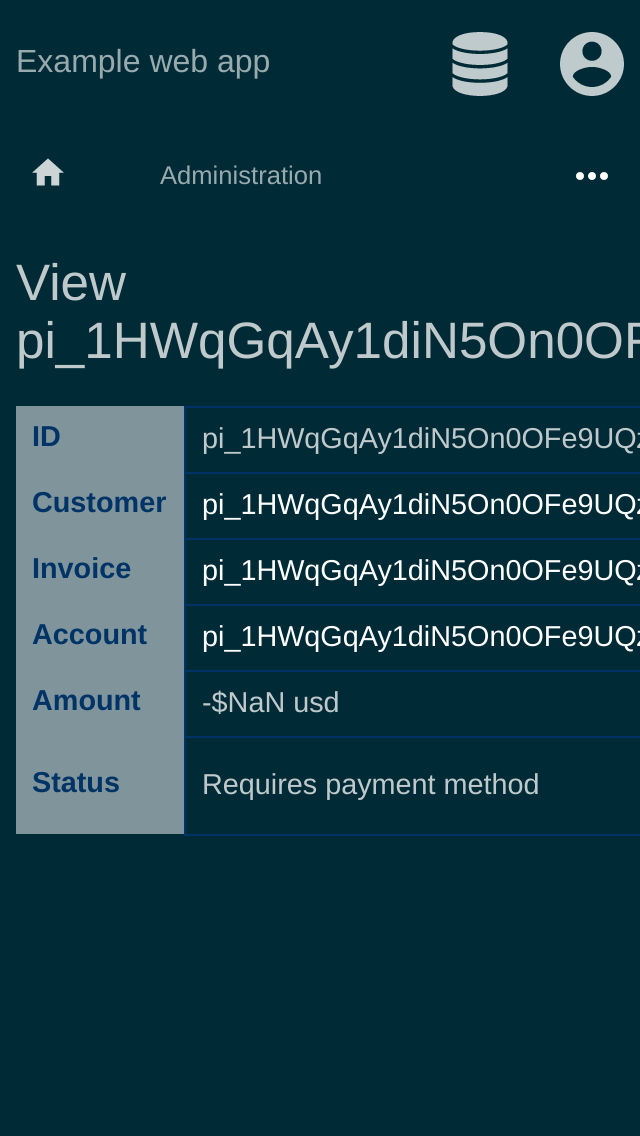 Example web app
Administration
View
pi_1HWqGqAy1diN5On0OF
ID pi_1HWqGqAy1diN5On0OFe9UQz
Customer pi_1HWqGqAy1diN5On0OFe9UQz
Invoice pi_1HWqGqAy1diN5On0OFe9UQz
Account pi_1HWqGqAy1diN5On0OFe9UQz
Amount -$NaN usd
Status Requires payment method